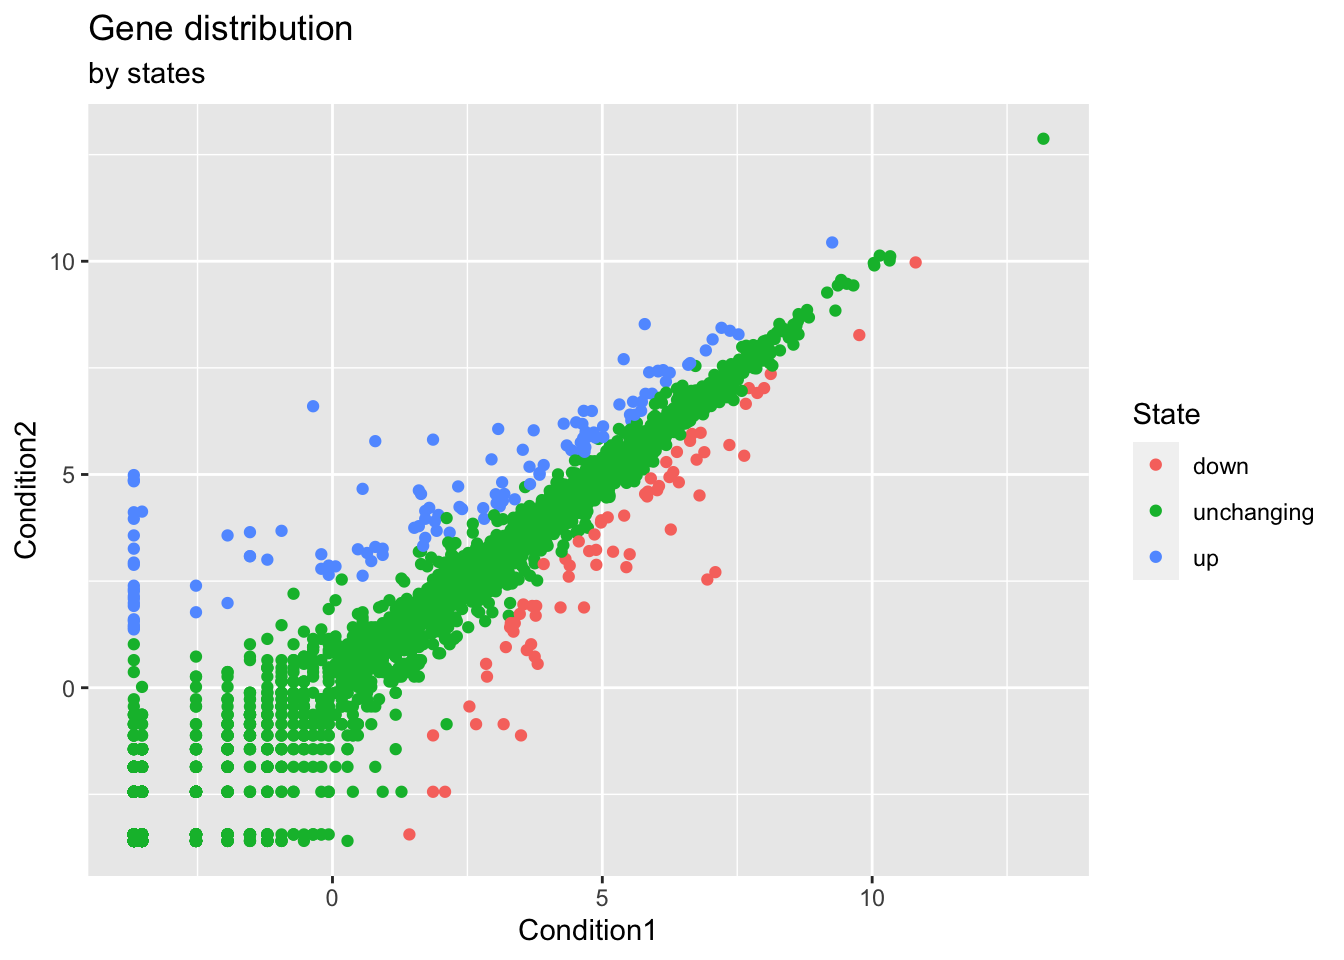 Gene distribution
by states
Condition2
10
5
0
0
5
10
Condition1
State
down
unchanging
up